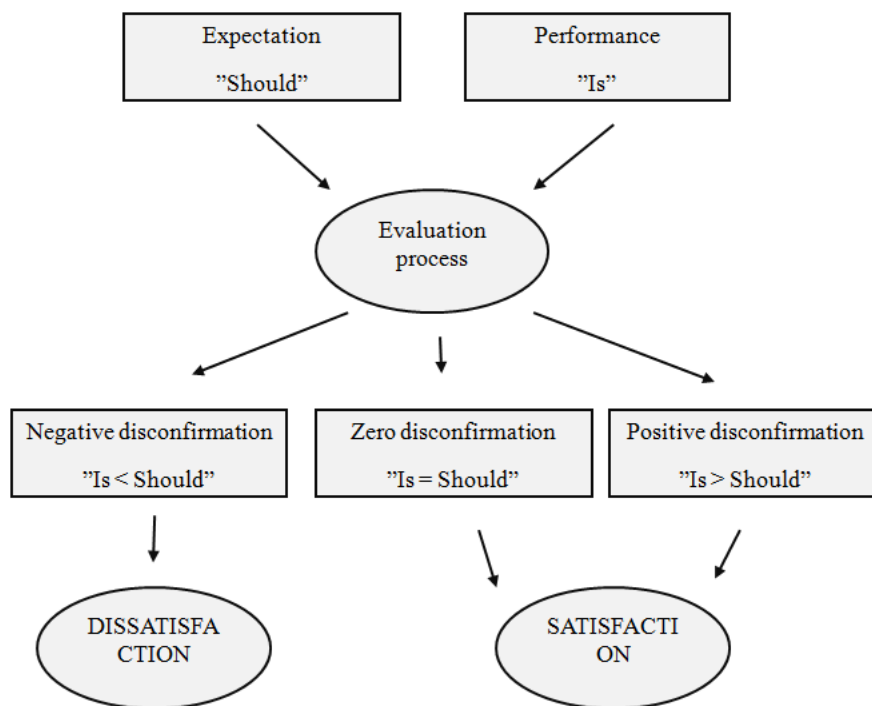 Expectation
”Should”
Performance
”Is”
Evaluation
process
Negative disconfirmation
”Is < Should”
Zero disconfirmation
”Is = Should”
Positive disconfirmation
”Is > Should”
DISSATISFA
CTION
SATISFACTI
ON